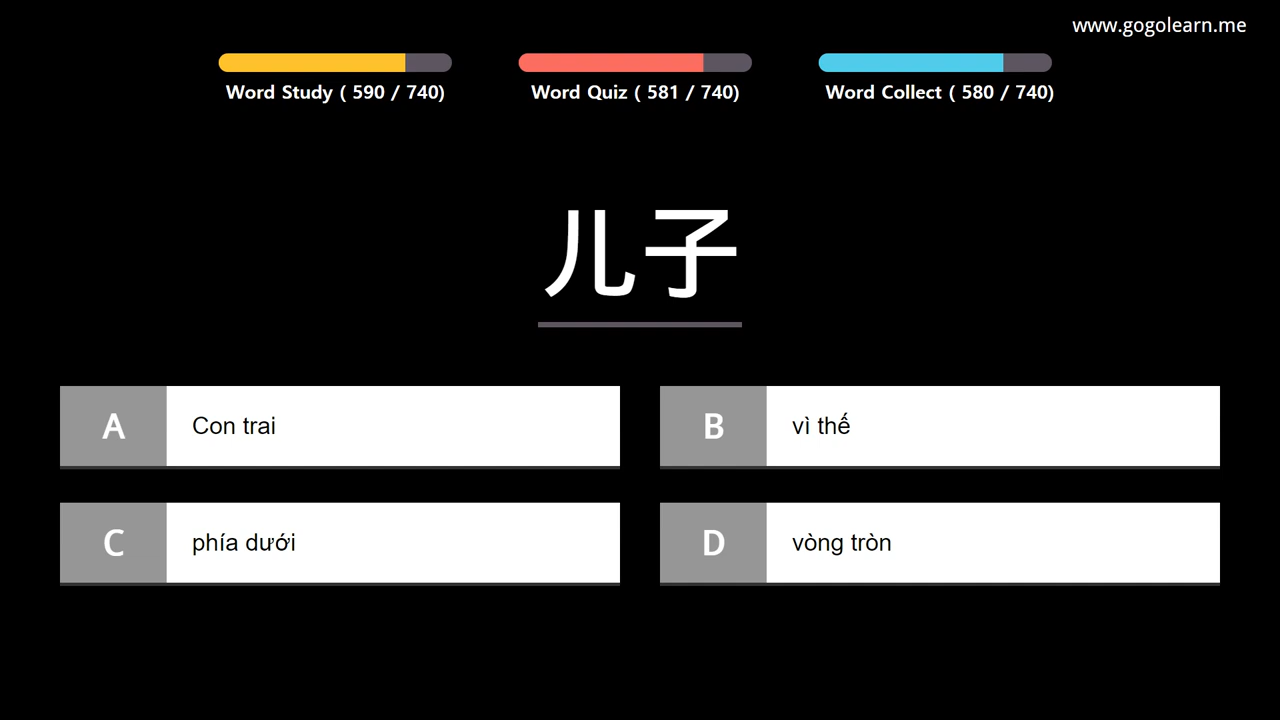 www.gogolearn.me
Word Study ( 590 / 740)
Word Quiz ( 581 / 740)
Word Collect ( 580 / 740)
儿子
A Con trai
B vì thế
C phía dưới
D vòng tròn